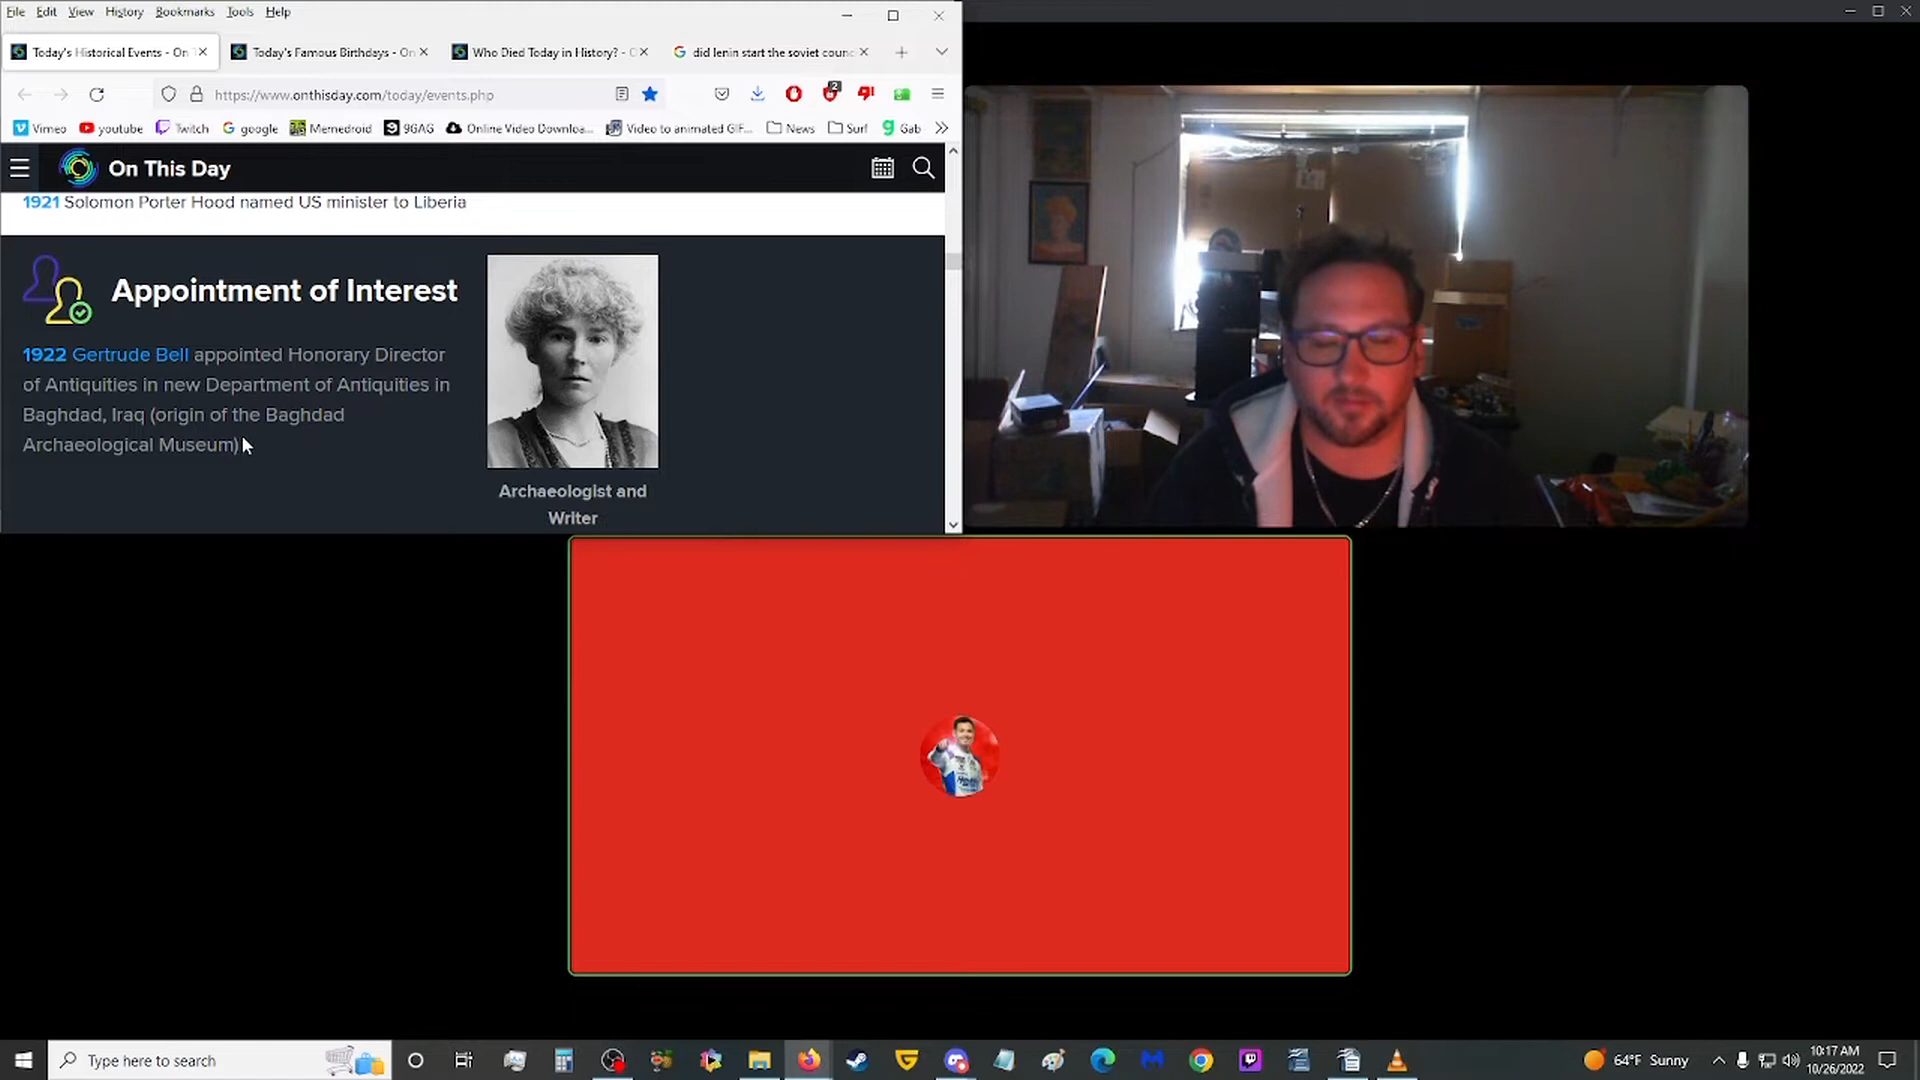 File Edit View History Bookmarks Tools Help
Today's Historical Events - On
Today's Famous Birthdays - On
Who Died Today in History? -
did lenin start the soviet counc
https://www.onthisday.com/today/events.php
2
Vimeo youtube Twitch google Memedroid 9GAG Online Video Downloa... Video to animated GIF... News Surf Gab
On This Day
1921 Solomon Porter Hood named US minister to Liberia
Appointment of Interest
1922 Gertrude Bell appointed Honorary Director
of Antiquities in new Department of Antiquities in
Baghdad, Iraq (origin of the Baghdad
Archaeological Museum)
Archaeologist and
Writer
Type here to search
64°F Sunny
10:17 AM
10/26/2022